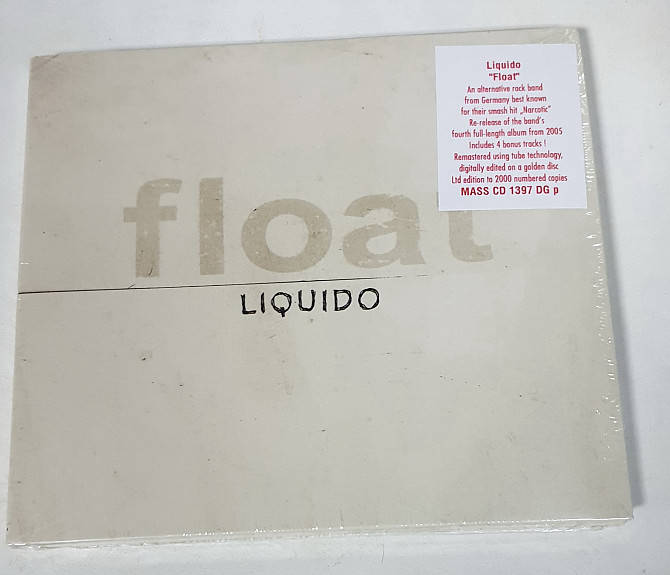 Liquido
"Float"
An alternative rock band
from Germany best known
for their smash hit „Narcotic"
Re-release of the band's
fourth full-length album from 2005
Includes 4 bonus tracks !
Remastered using tube technology,
digitally edited on a golden disc
Ltd edition to 2000 numbered copies
MASS CD 1397 DG p
float
LIQUIDO